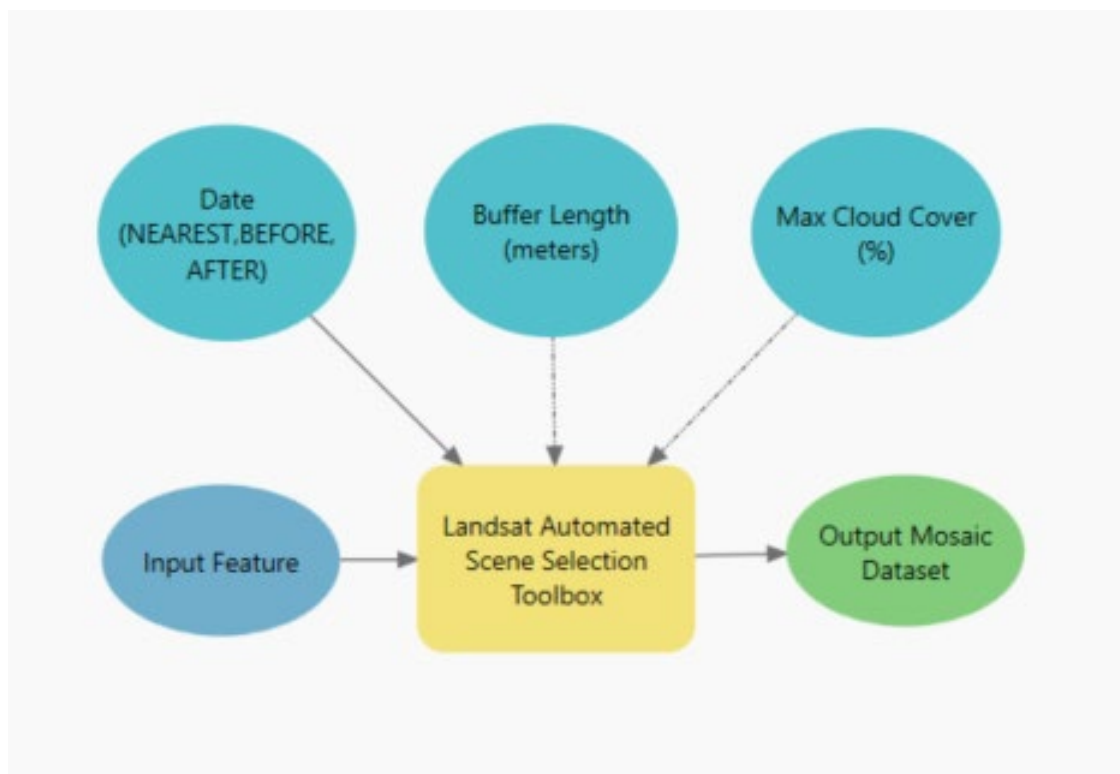 Date
(NEAREST,BEFORE,
AFTER)
Buffer Length
(meters)
Max Cloud Cover
(%)
Input Feature
Landsat Automated
Scene Selection
Toolbox
Output Mosaic
Dataset